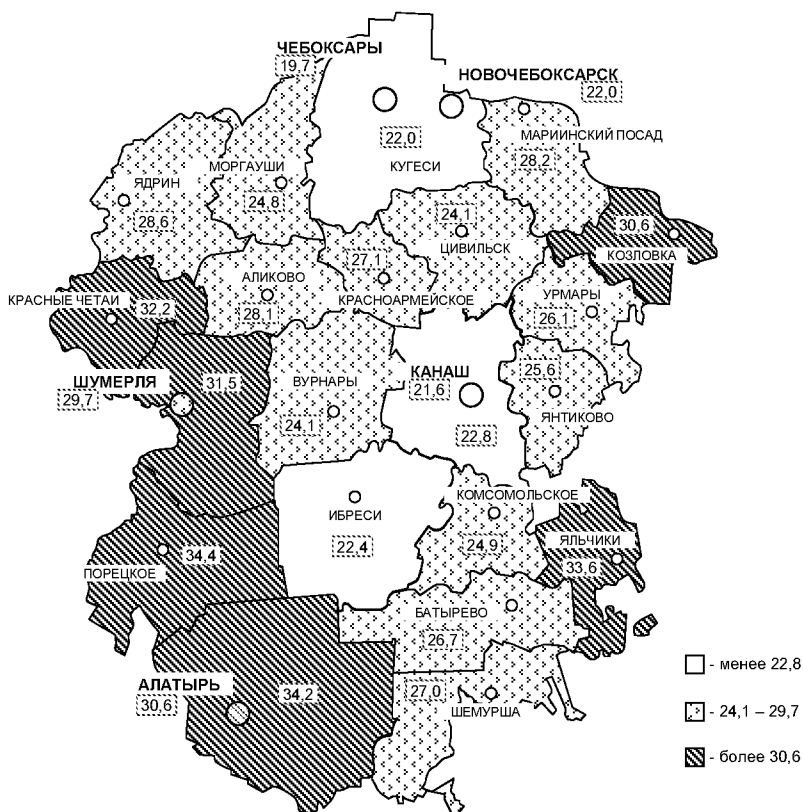 ЧЕБОКСАРЫ
19,7
НОВОЧЕБОКСАРСК
22,0
22,0
КУГЕСИ
МАРИИНСКИЙ ПОСАД
28,2
МОРГАУШИ
24,8
ЯДРИН
28,6
24,1
ЦИВИЛЬСК
30,6
КОЗЛОВКА
27,1
КРАСНОАРМЕЙСКОЕ
АЛИКОВО
28,1
КРАСНЫЕ ЧЕТАИ
32,2
УРМАРЫ
26,1
ШУМЕРЛЯ
29,7
31,5
ВУРНАРЫ
24,1
КАНАШ
21,6
22,8
25,6
ЯНТИКОВО
ИБРЕСИ
22,4
КОМСОМОЛЬСКОЕ
24,9
ЯЛЬЧИКИ
33,6
34,4
ПОРЕЦКОЕ
БАТЫРЕВО
26,7
АЛАТЫРЬ
30,6
34,2
27,0
ШЕМУРША
- менее 22,8
- 24,1 – 29,7
- более 30,6